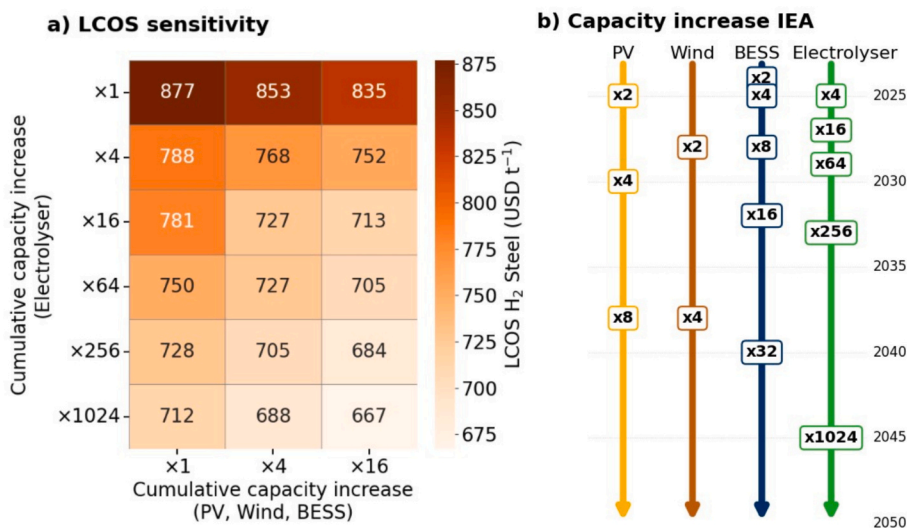 a) LCOS sensitivity
×1 877 853 835
×4 788 768 752
×16 781 727 713
×64 750 727 705
×256 728 705 684
×1024 712 688 667
×1 ×4 ×16
Cumulative capacity increase
(PV, Wind, BESS)
Cumulative capacity increase
(Electrolyser)
875
850
825
800
775
750
725
700
675
LCOS H₂ Steel (USD t⁻¹)
b) Capacity increase IEA
PV Wind BESS Electrolyser
x2
x2 x4 x4 2025
x16
x2 x8
x64
x4 2030
x16
x256
2035
x8 x4
x32 2040
x1024 2045
2050